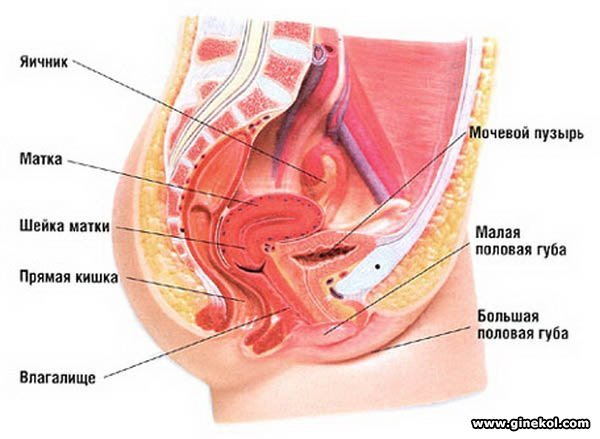 Яичник
Матка
Шейка матки
Прямая кишка
Влагалище
Мочевой пузырь
Малая
половая губа
Большая
половая губа
www.ginekol.com